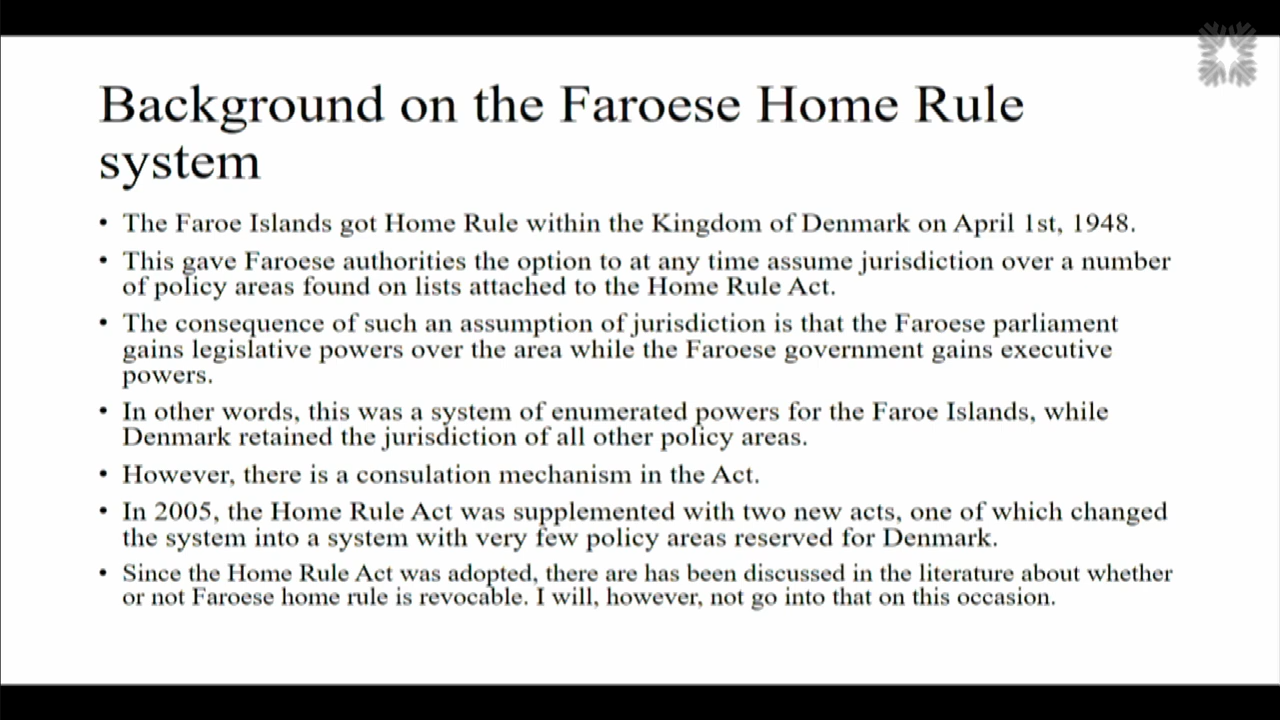 Background on the Faroese Home Rule
system
• The Faroe Islands got Home Rule within the Kingdom of Denmark on April 1st, 1948.
• This gave Faroese authorities the option to at any time assume jurisdiction over a number
of policy areas found on lists attached to the Home Rule Act.
• The consequence of such an assumption of jurisdiction is that the Faroese parliament
gains legislative powers over the area while the Faroese government gains executive
powers.
• In other words, this was a system of enumerated powers for the Faroe Islands, while
Denmark retained the jurisdiction of all other policy areas.
• However, there is a consulation mechanism in the Act.
• In 2005, the Home Rule Act was supplemented with two new acts, one of which changed
the system into a system with very few policy areas reserved for Denmark.
• Since the Home Rule Act was adopted, there are has been discussed in the literature about whether
or not Faroese home rule is revocable. I will, however, not go into that on this occasion.